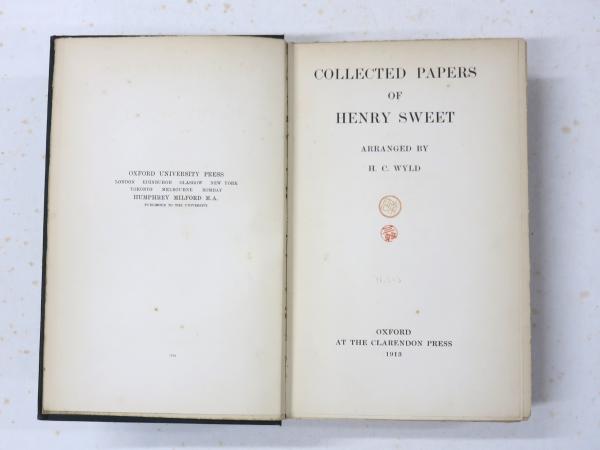 OXFORD UNIVERSITY PRESS
LONDON EDINBURGH GLASGOW NEW YORK
TORONTO MELBOURNE BOMBAY
HUMPHREY MILFORD M.A.
PUBLISHER TO THE UNIVERSITY
COLLECTED PAPERS
OF
HENRY SWEET
ARRANGED BY
H. C. WYLD
OXFORD
AT THE CLARENDON PRESS
1913